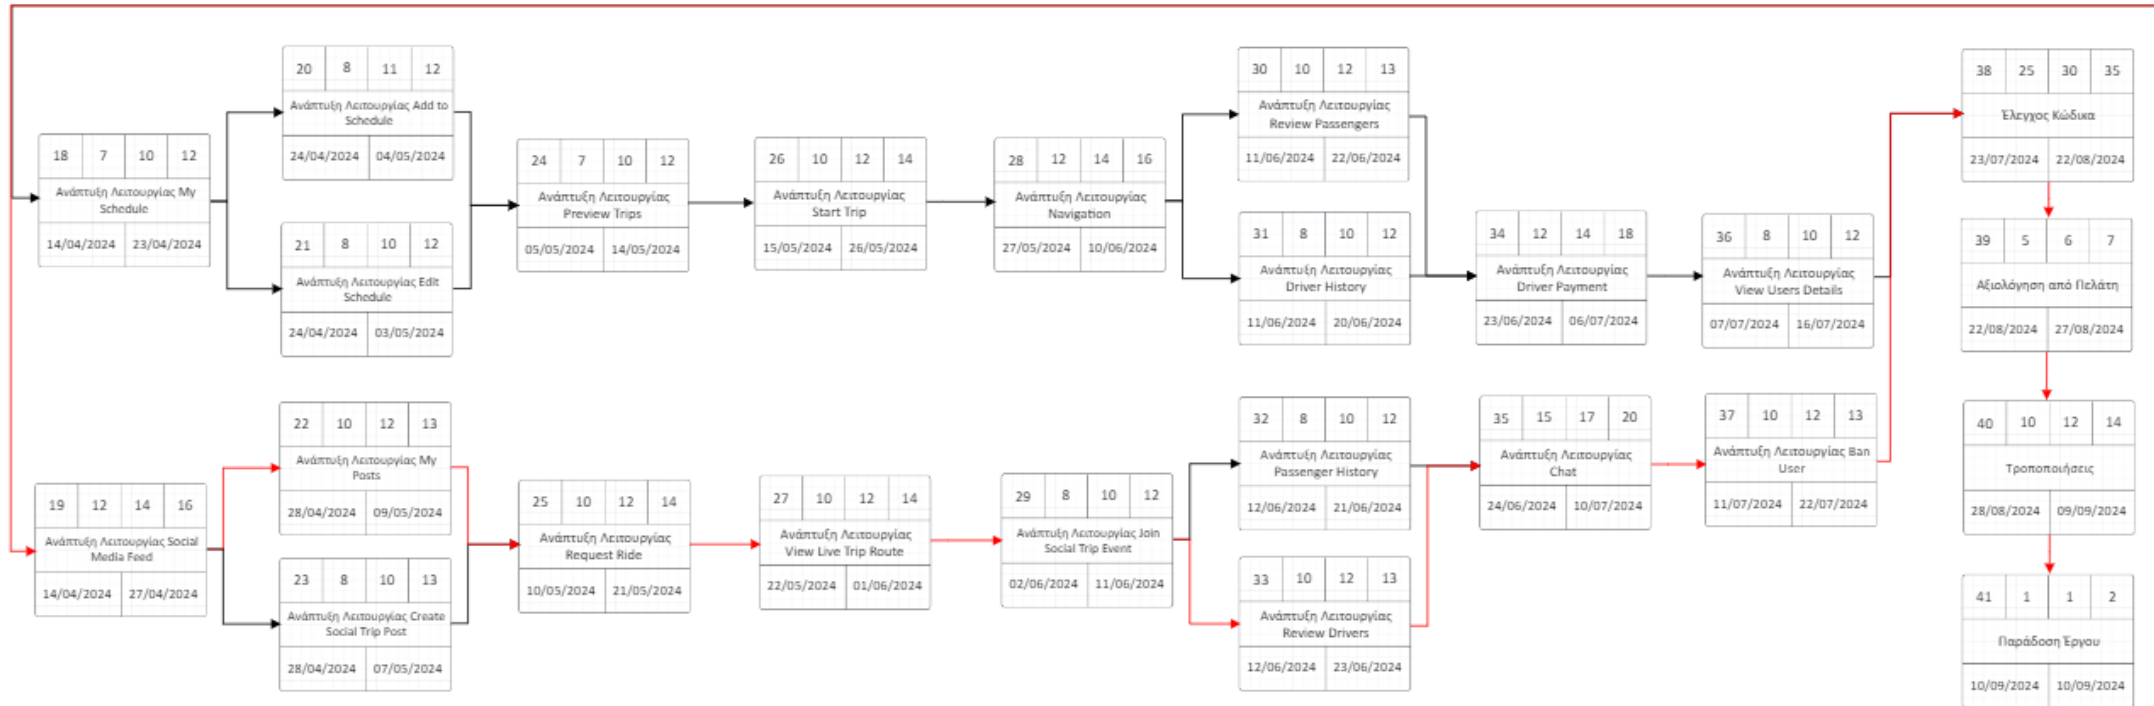 18 7 10 12
Ανάπτυξη Λειτουργίας My
Schedule
14/04/2024 23/04/2024
20 8 11 12
Ανάπτυξη Λειτουργίας Add to
Schedule
24/04/2024 04/05/2024
21 8 10 12
Ανάπτυξη Λειτουργίας Edit
Schedule
24/04/2024 03/05/2024
24 7 10 12
Ανάπτυξη Λειτουργίας
Preview Trips
05/05/2024 14/05/2024
26 10 12 14
Ανάπτυξη Λειτουργίας
Start Trip
15/05/2024 26/05/2024
28 12 14 16
Ανάπτυξη Λειτουργίας
Navigation
27/05/2024 10/06/2024
30 10 12 13
Ανάπτυξη Λειτουργίας
Review Passengers
11/06/2024 22/06/2024
31 8 10 12
Ανάπτυξη Λειτουργίας
Driver History
11/06/2024 20/06/2024
34 12 14 18
Ανάπτυξη Λειτουργίας
Driver Payment
23/06/2024 06/07/2024
36 8 10 12
Ανάπτυξη Λειτουργίας
View Users Details
07/07/2024 16/07/2024
19 12 14 16
Ανάπτυξη Λειτουργίας Social
Media Feed
14/04/2024 27/04/2024
22 10 12 13
Ανάπτυξη Λειτουργίας My
Posts
28/04/2024 09/05/2024
23 8 10 13
Ανάπτυξη Λειτουργίας Create
Social Trip Post
28/04/2024 07/05/2024
25 10 12 14
Ανάπτυξη Λειτουργίας
Request Ride
10/05/2024 21/05/2024
27 10 12 14
Ανάπτυξη Λειτουργίας
View Live Trip Route
22/05/2024 01/06/2024
29 8 10 12
Ανάπτυξη Λειτουργίας Join
Social Trip Event
02/06/2024 11/06/2024
32 8 10 12
Ανάπτυξη Λειτουργίας
Passenger History
12/06/2024 21/06/2024
33 10 12 13
Ανάπτυξη Λειτουργίας
Review Drivers
12/06/2024 23/06/2024
35 15 17 20
Ανάπτυξη Λειτουργίας
Chat
24/06/2024 10/07/2024
37 10 12 13
Ανάπτυξη Λειτουργίας Ban
User
11/07/2024 22/07/2024
38 25 30 35
Έλεγχος Κώδικα
23/07/2024 22/08/2024
39 5 6 7
Αξιολόγηση από Πελάτη
22/08/2024 27/08/2024
40 10 12 14
Τροποποιήσεις
28/08/2024 09/09/2024
41 1 1 2
Παράδοση Έργου
10/09/2024 10/09/2024